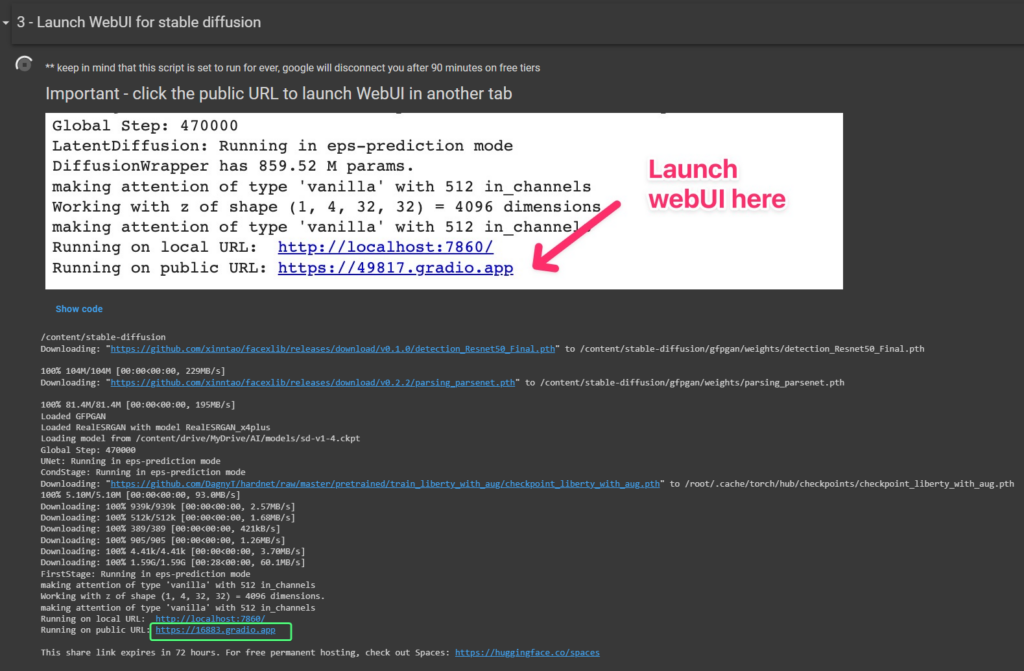 3 - Launch WebUI for stable diffusion
** keep in mind that this script is set to run for ever, google will disconnect you after 90 minutes on free tiers
Important - click the public URL to launch WebUI in another tab
Global Step: 470000
LatentDiffusion: Running in eps-prediction mode
DiffusionWrapper has 859.52 M params.
making attention of type 'vanilla' with 512 in_channels
Working with z of shape (1, 4, 32, 32) = 4096 dimensions
making attention of type 'vanilla' with 512 in_channels
Running on local URL: http://localhost:7860/
Running on public URL: https://49817.gradio.app
Launch
webUI here
Show code
/content/stable-diffusion
Downloading: "https://github.com/xinntao/facexlib/releases/download/v0.1.0/detection_Resnet50_Final.pth" to /content/stable-diffusion/gfpgan/weights/detection_Resnet50_Final.pth
100% 104M/104M [00:00<00:00, 229MB/s]
Downloading: "https://github.com/xinntao/facexlib/releases/download/v0.2.2/parsing_parsenet.pth" to /content/stable-diffusion/gfpgan/weights/parsing_parsenet.pth
100% 81.4M/81.4M [00:00<00:00, 195MB/s]
Loaded GFPGAN
Loaded RealESRGAN with model RealESRGAN_x4plus
Loading model from /content/drive/MyDrive/AI/models/sd-v1-4.ckpt
Global Step: 470000
UNet: Running in eps-prediction mode
CondStage: Running in eps-prediction mode
Downloading: "https://github.com/DagnyT/hardnet/raw/master/pretrained/train_liberty_with_aug/checkpoint_liberty_with_aug.pth" to /root/.cache/torch/hub/checkpoints/checkpoint_liberty_with_aug.pth
100% 5.10M/5.10M [00:00<00:00, 93.0MB/s]
Downloading: 100% 939k/939k [00:00<00:00, 2.57MB/s]
Downloading: 100% 512k/512k [00:00<00:00, 1.68MB/s]
Downloading: 100% 389/389 [00:00<00:00, 421kB/s]
Downloading: 100% 905/905 [00:00<00:00, 1.26MB/s]
Downloading: 100% 4.41k/4.41k [00:00<00:00, 3.70MB/s]
Downloading: 100% 1.59G/1.59G [00:28<00:00, 60.1MB/s]
FirstStage: Running in eps-prediction mode
making attention of type 'vanilla' with 512 in_channels
Working with z of shape (1, 4, 32, 32) = 4096 dimensions.
making attention of type 'vanilla' with 512 in_channels
Running on local URL: http://localhost:7860/
Running on public URL: https://16883.gradio.app
This share link expires in 72 hours. For free permanent hosting, check out Spaces: https://huggingface.co/spaces